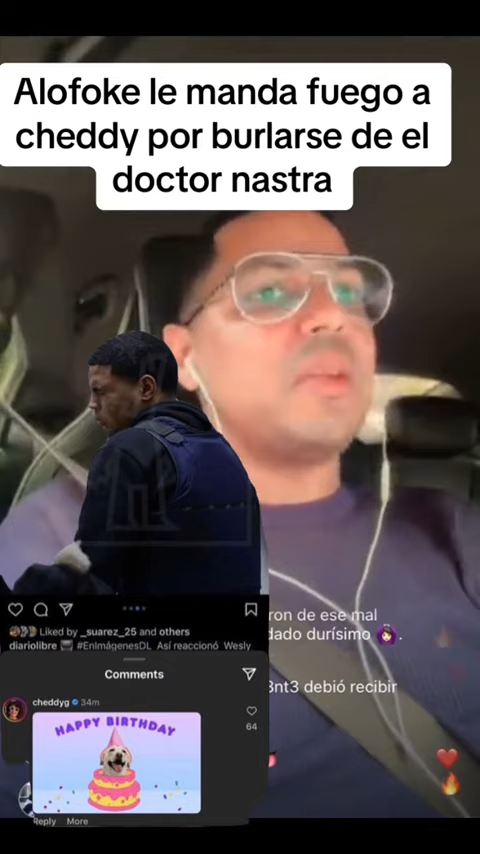 Alofoke le manda fuego a
cheddy por burlarse de el
doctor nastra
ron de ese mal
dado durísimo
3nt3 debió recibir
Liked by _suarez_25 and others
diariolibre #EnImágenesDL Así reaccionó Wesly
Comments
cheddyg 34m
64
HAPPY BIRTHDAY
Reply More